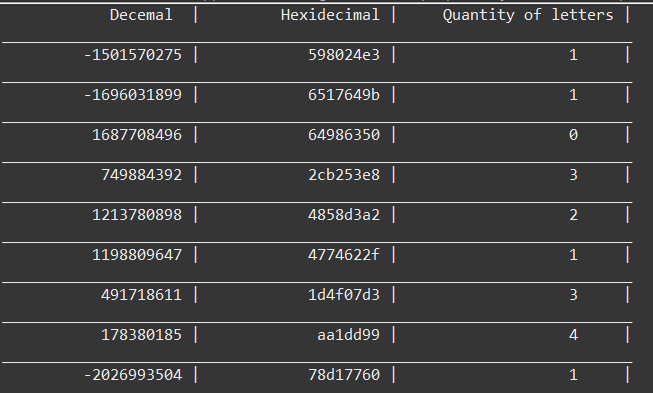 Decemal | Hexidecimal | Quantity of letters |
-1501570275 | 598024e3 | 1 |
-1696031899 | 6517649b | 1 |
1687708496 | 64986350 | 0 |
749884392 | 2cb253e8 | 3 |
1213780898 | 4858d3a2 | 2 |
1198809647 | 4774622f | 1 |
491718611 | 1d4f07d3 | 3 |
178380185 | aa1dd99 | 4 |
-2026993504 | 78d17760 | 1 |